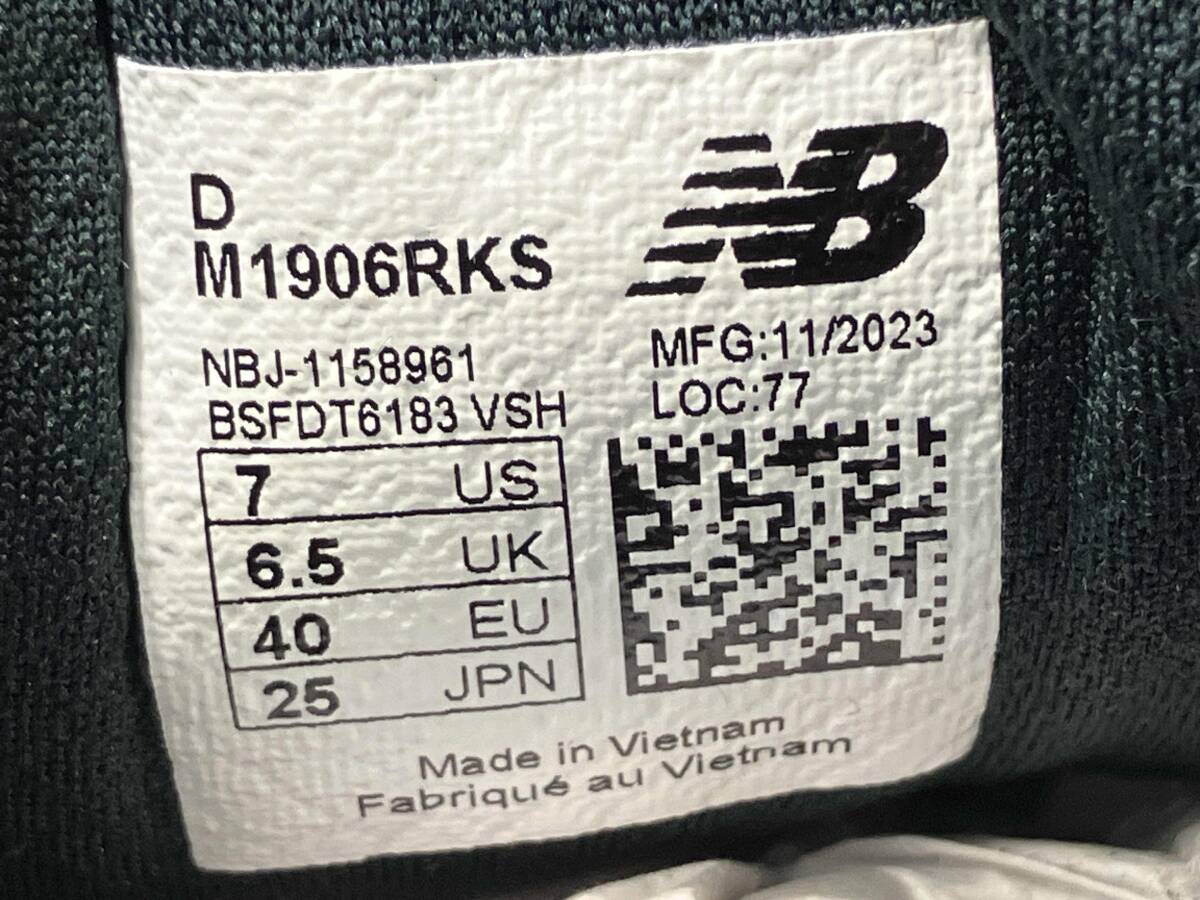 D
M1906RKS
NB
NBJ-1158961
BSFDT6183 VSH
MFG:11/2023
LOC:77
7 US
6.5 UK
40 EU
25 JPN
Made in Vietnam
Fabriqué au Vietnam